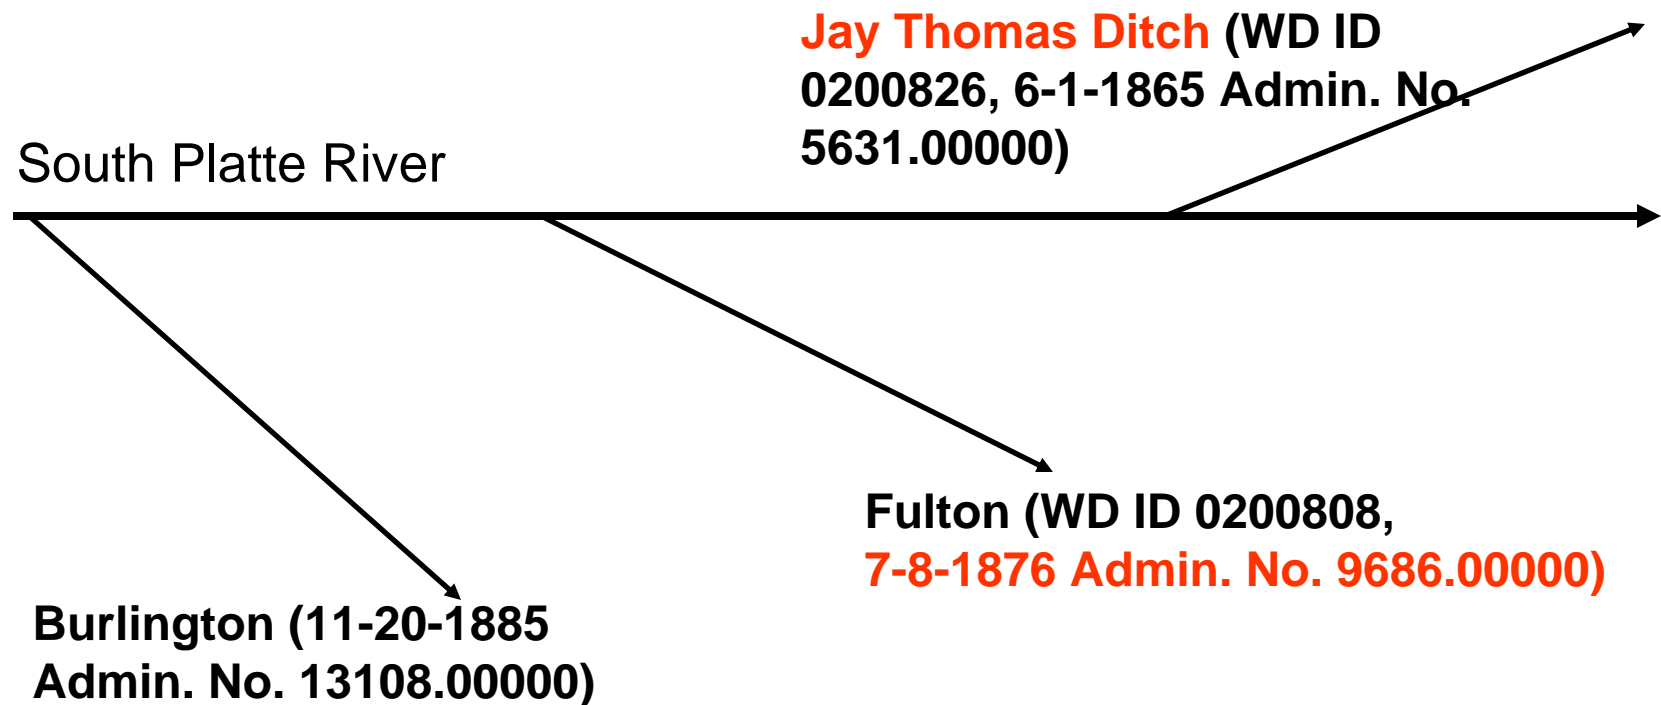 Jay Thomas Ditch (WD ID
0200826, 6-1-1865 Admin. No.
5631.00000)
South Platte River
Fulton (WD ID 0200808,
7-8-1876 Admin. No. 9686.00000)
Burlington (11-20-1885
Admin. No. 13108.00000)